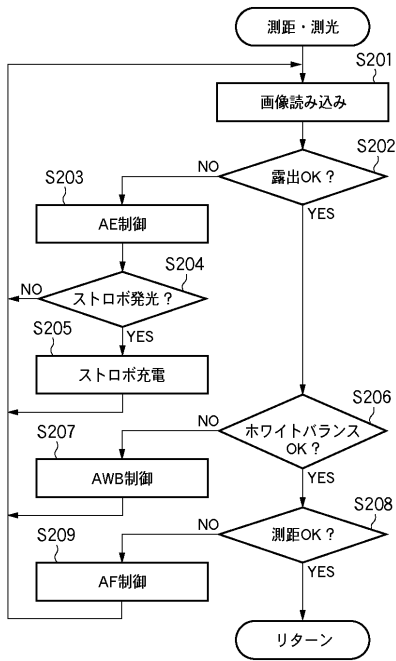 測距・測光
S201
画像読み込み
S202
露出OK？
NO
YES
S203
AE制御
S204
ストロボ発光？
NO
YES
S205
ストロボ充電
S206
ホワイトバランス
OK？
NO
YES
S207
AWB制御
S208
測距OK？
NO
YES
S209
AF制御
リターン